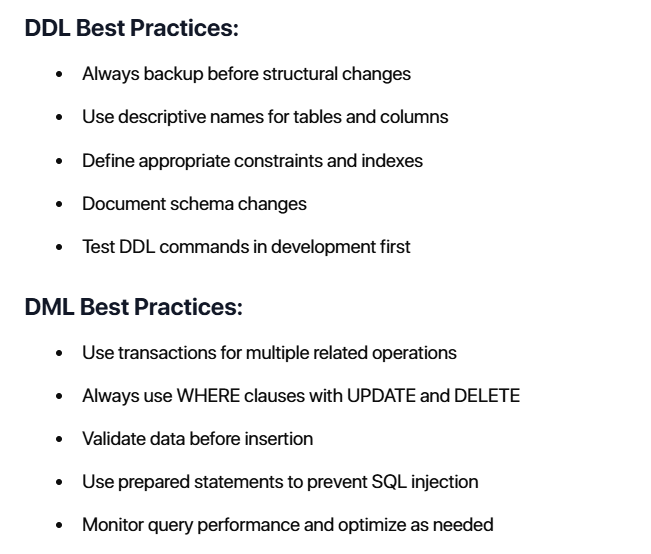 DDL Best Practices:
• Always backup before structural changes
• Use descriptive names for tables and columns
• Define appropriate constraints and indexes
• Document schema changes
• Test DDL commands in development first
DML Best Practices:
• Use transactions for multiple related operations
• Always use WHERE clauses with UPDATE and DELETE
• Validate data before insertion
• Use prepared statements to prevent SQL injection
• Monitor query performance and optimize as needed